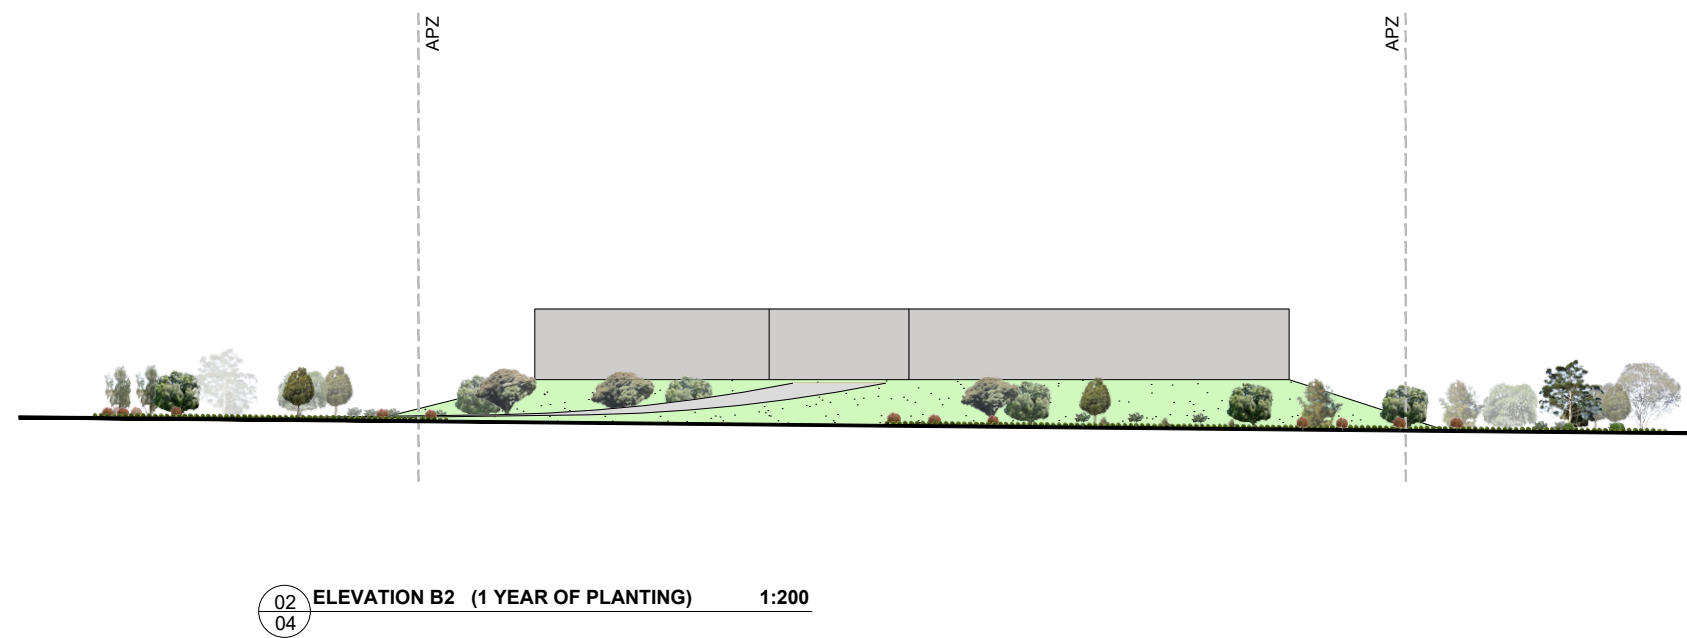 APZ
APZ
02
04
ELEVATION B2 (1 YEAR OF PLANTING) 1:200